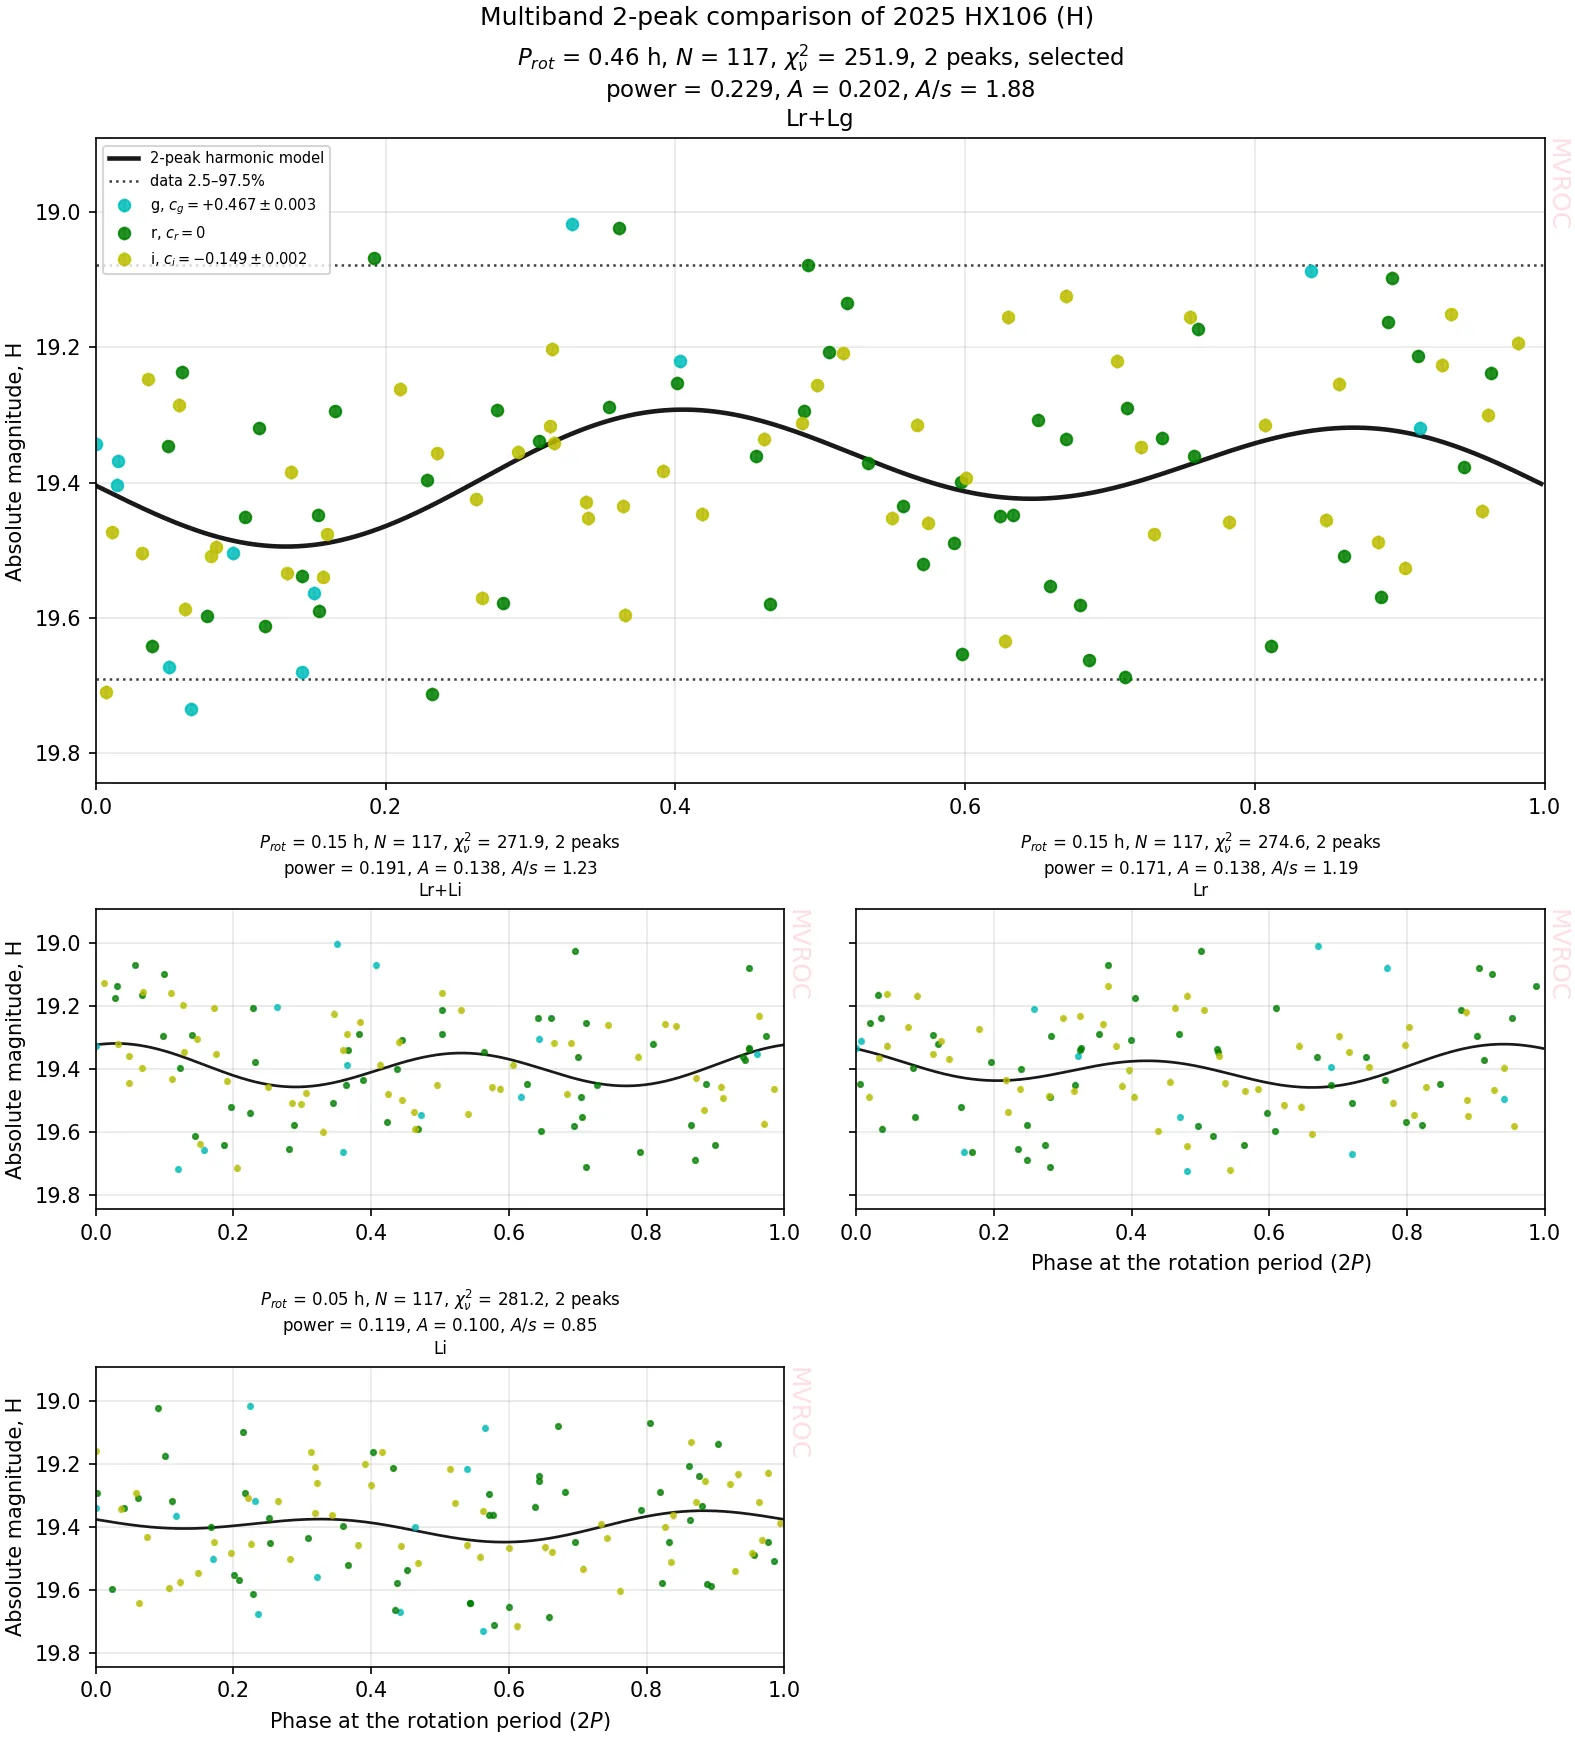 Multiband 2-peak comparison of 2025 HX106 (H)
P_rot = 0.46 h, N = 117, χ²_ν = 251.9, 2 peaks, selected
power = 0.229, A = 0.202, A/s = 1.88
Lr+Lg
2-peak harmonic model
data 2.5–97.5%
g, c_g = +0.467 ± 0.003
r, c_r = 0
i, c_i = −0.149 ± 0.002
MVROC
Absolute magnitude, H
19.0
19.2
19.4
19.6
19.8
0.0 0.2 0.4 0.6 0.8 1.0
P_rot = 0.15 h, N = 117, χ²_ν = 271.9, 2 peaks
power = 0.191, A = 0.138, A/s = 1.23
Lr+Li
MVROC
Absolute magnitude, H
19.0
19.2
19.4
19.6
19.8
0.0 0.2 0.4 0.6 0.8 1.0
P_rot = 0.15 h, N = 117, χ²_ν = 274.6, 2 peaks
power = 0.171, A = 0.138, A/s = 1.19
Lr
MVROC
0.0 0.2 0.4 0.6 0.8 1.0
Phase at the rotation period (2P)
P_rot = 0.05 h, N = 117, χ²_ν = 281.2, 2 peaks
power = 0.119, A = 0.100, A/s = 0.85
Li
MVROC
Absolute magnitude, H
19.0
19.2
19.4
19.6
19.8
0.0 0.2 0.4 0.6 0.8 1.0
Phase at the rotation period (2P)